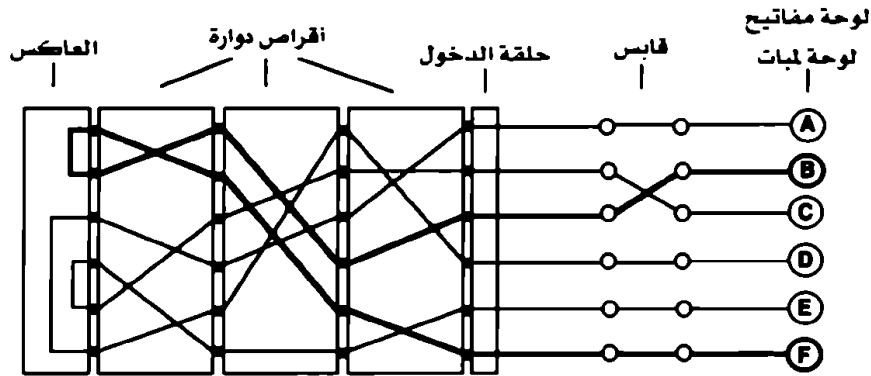 لوحة مفاتيح
لوحة لمبات
قابس
حلقة الدخول
أقراص دوارة
العاكس
A
B
C
D
E
F